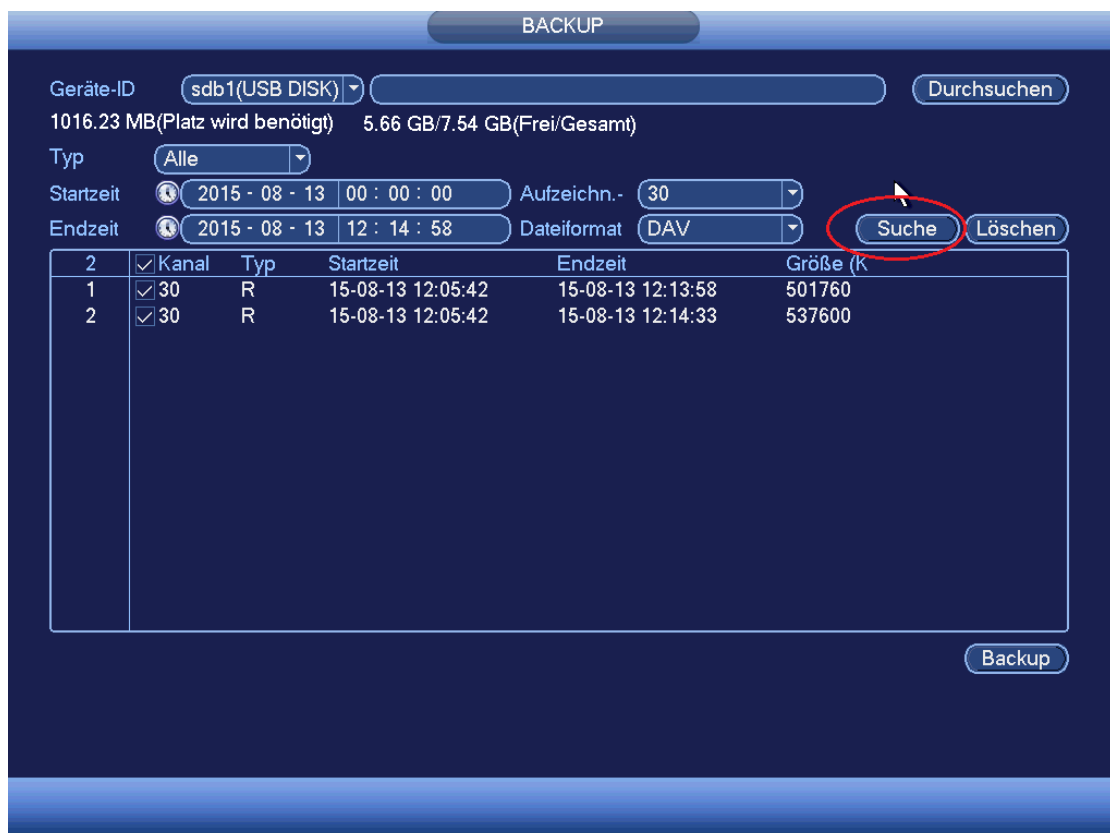 BACKUP
Geräte-ID sdb1(USB DISK) Durchsuchen
1016.23 MB(Platz wird benötigt) 5.66 GB/7.54 GB(Frei/Gesamt)
Typ Alle
Startzeit 2015 - 08 - 13 00 : 00 : 00 Aufzeichn.- 30
Endzeit 2015 - 08 - 13 12 : 14 : 58 Dateiformat DAV Suche Löschen
2 Kanal Typ Startzeit Endzeit Größe (K
1 30 R 15-08-13 12:05:42 15-08-13 12:13:58 501760
2 30 R 15-08-13 12:05:42 15-08-13 12:14:33 537600
Backup